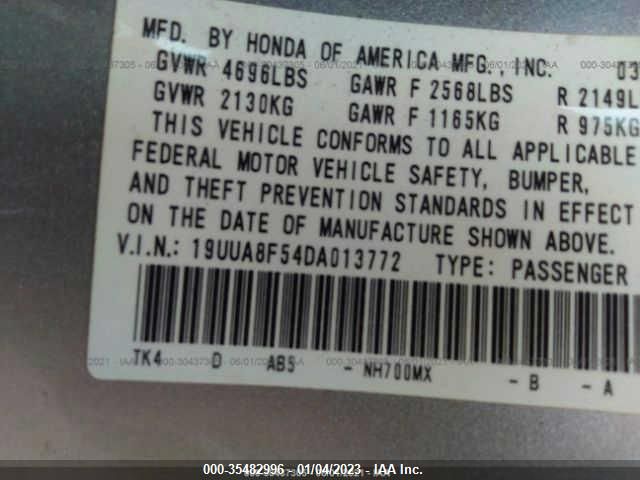 MFD. BY HONDA OF AMERICA MFG., INC. 03
GVWR 4696LBS GAWR F 2568LBS R 2149L
GVWR 2130KG GAWR F 1165KG R 975KG
THIS VEHICLE CONFORMS TO ALL APPLICABLE
FEDERAL MOTOR VEHICLE SAFETY, BUMPER,
AND THEFT PREVENTION STANDARDS IN EFFECT
ON THE DATE OF MANUFACTURE SHOWN ABOVE.
V.I.N.: 19UUA8F54DA013772 TYPE: PASSENGER
TK4 D AB5 - NH700MX - B - A
000-35482996 - 01/04/2023 - IAA Inc.